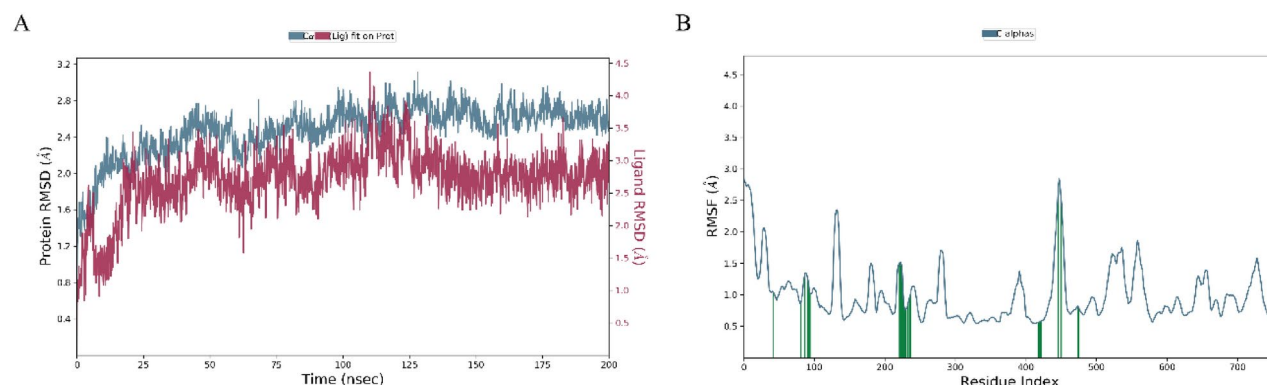 A
B
Cα (Lig) fit on Prot
C alphas
3.2
2.8
2.4
2.0
1.6
1.2
0.8
0.4
Protein RMSD (Å)
4.5
4.0
3.5
3.0
2.5
2.0
1.5
1.0
0.5
Ligand RMSD (Å)
0 25 50 75 100 125 150 175 200
Time (nsec)
4.5
4.0
3.5
3.0
2.5
2.0
1.5
1.0
0.5
RMSF (Å)
0 100 200 300 400 500 600 700
Residue Index